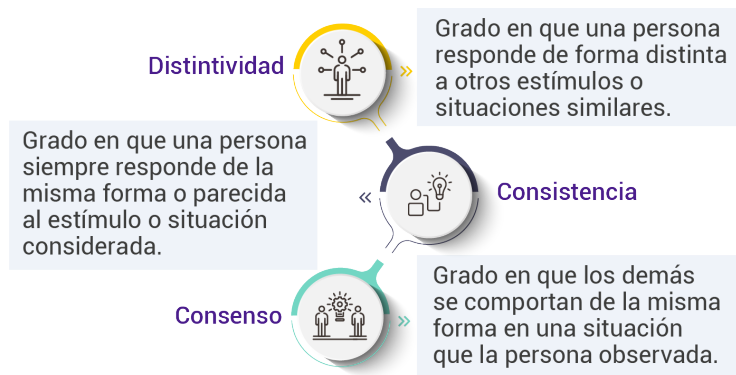 Distintividad
Grado en que una persona
responde de forma distinta
a otros estímulos o
situaciones similares.
Grado en que una persona
siempre responde de la
misma forma o parecida
al estímulo o situación
considerada.
Consistencia
Consenso
Grado en que los demás
se comportan de la misma
forma en una situación
que la persona observada.